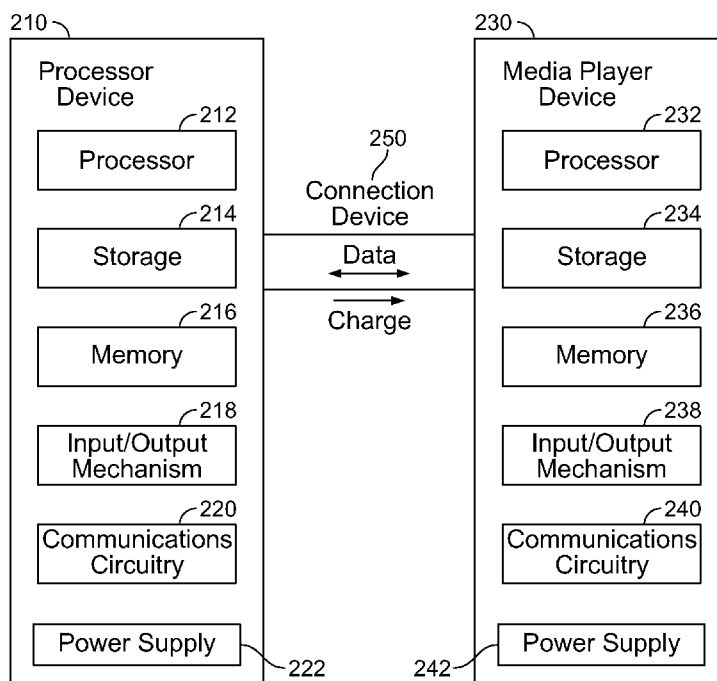 210
Processor
Device
212
Processor
214
Storage
216
Memory
218
Input/Output
Mechanism
220
Communications
Circuitry
Power Supply
222
250
Connection
Device
Data
Charge
230
Media Player
Device
232
Processor
234
Storage
236
Memory
238
Input/Output
Mechanism
240
Communications
Circuitry
Power Supply
242